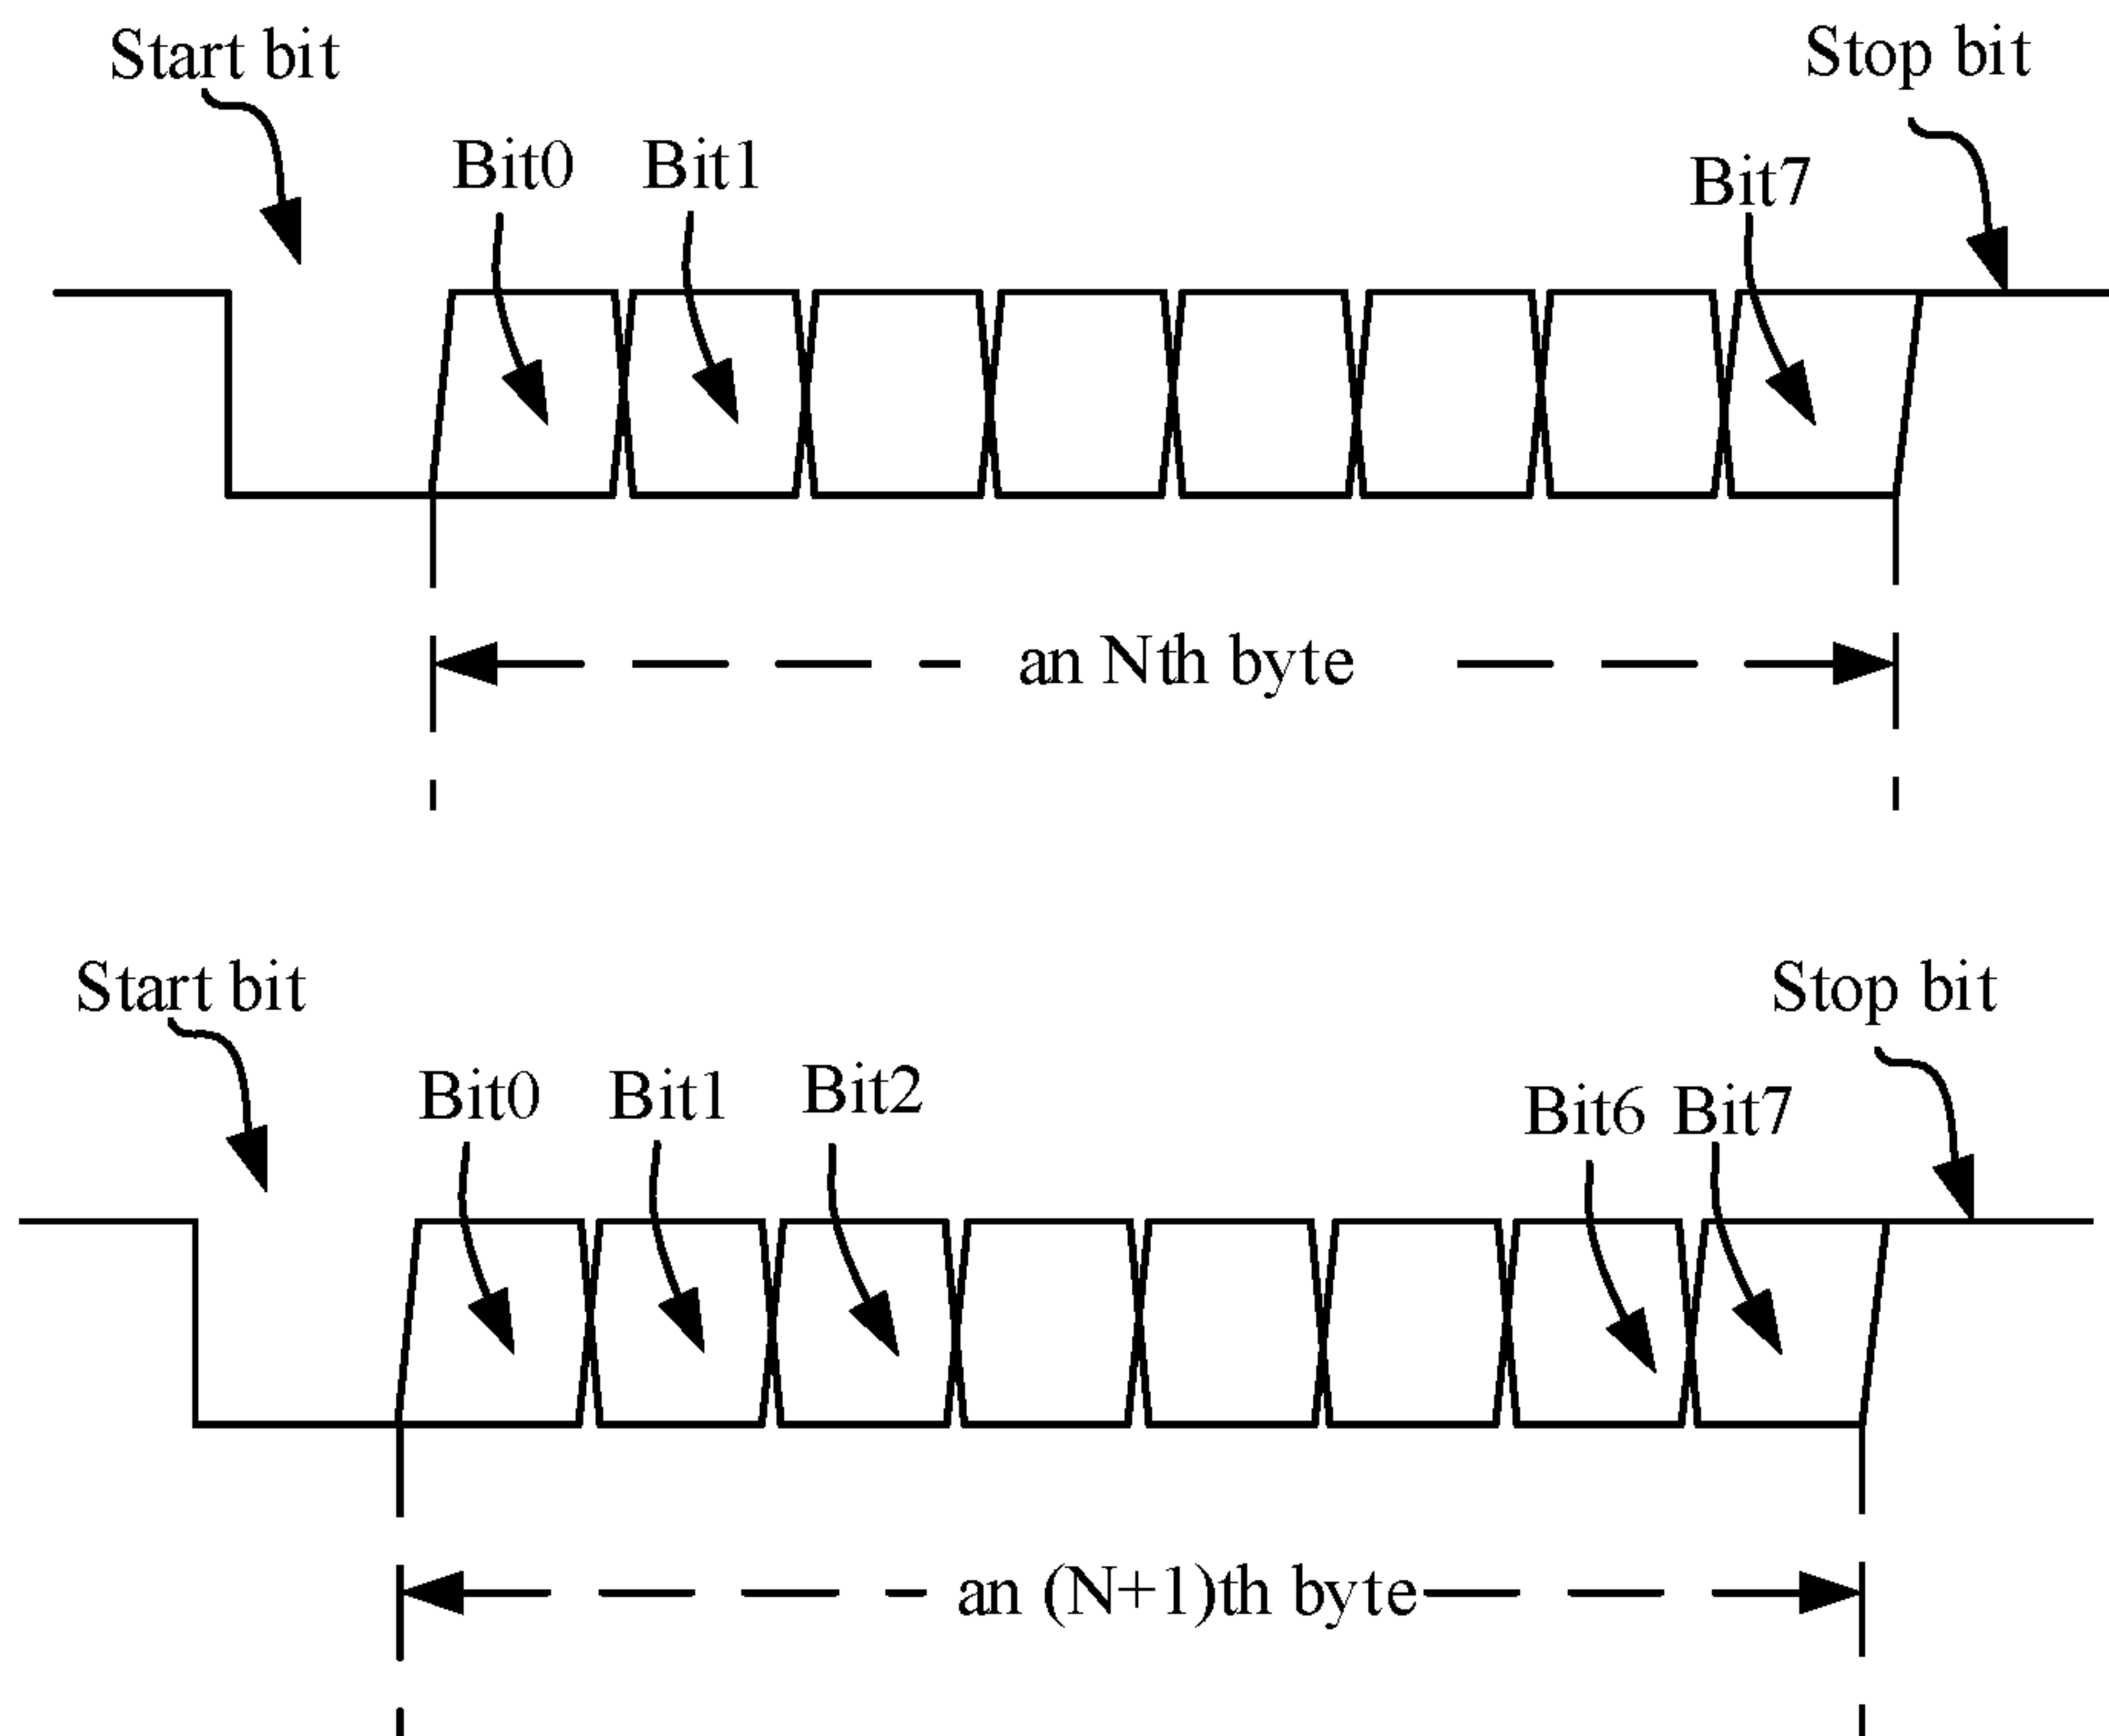 Start bit
Stop bit
Bit0 Bit1
Bit7
an Nth byte
Start bit
Stop bit
Bit0 Bit1 Bit2
Bit6 Bit7
an (N+1)th byte